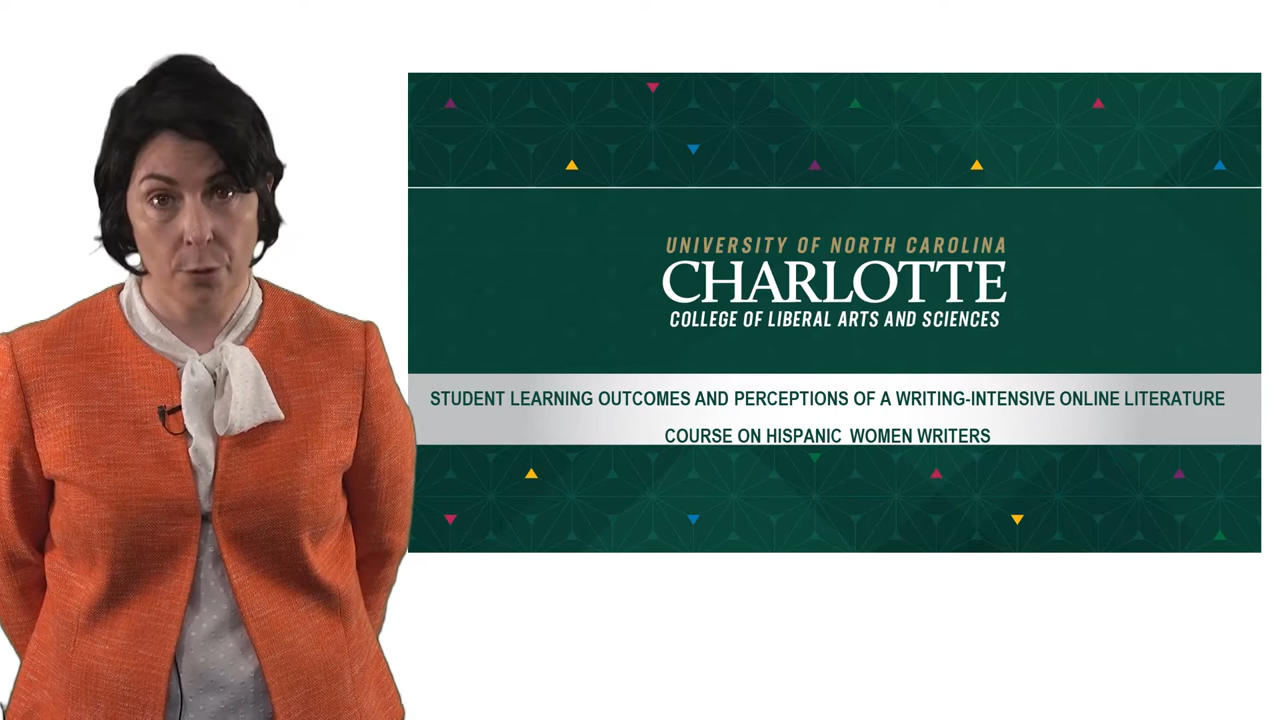 UNIVERSITY OF NORTH CAROLINA
CHARLOTTE
COLLEGE OF LIBERAL ARTS AND SCIENCES
STUDENT LEARNING OUTCOMES AND PERCEPTIONS OF A WRITING-INTENSIVE ONLINE LITERATURE
COURSE ON HISPANIC WOMEN WRITERS